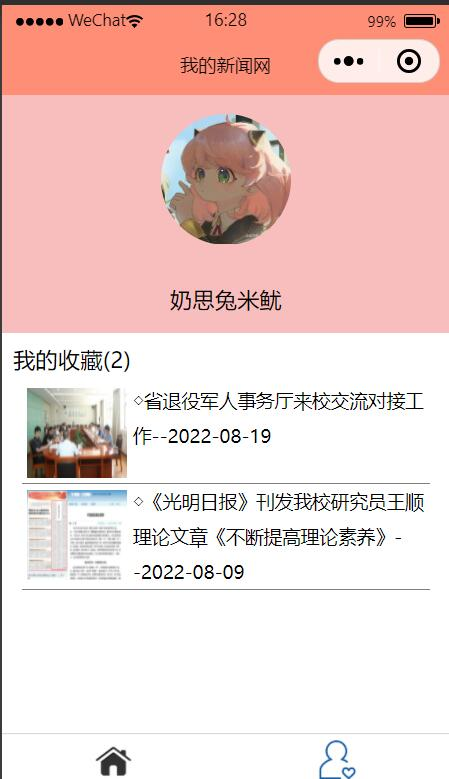 WeChat
16:28
99%
我的新闻网
奶思兔米鱿
我的收藏(2)
◇省退役军人事务厅来校交流对接工
作--2022-08-19
◇《光明日报》刊发我校研究员王顺
理论文章《不断提高理论素养》-
-2022-08-09